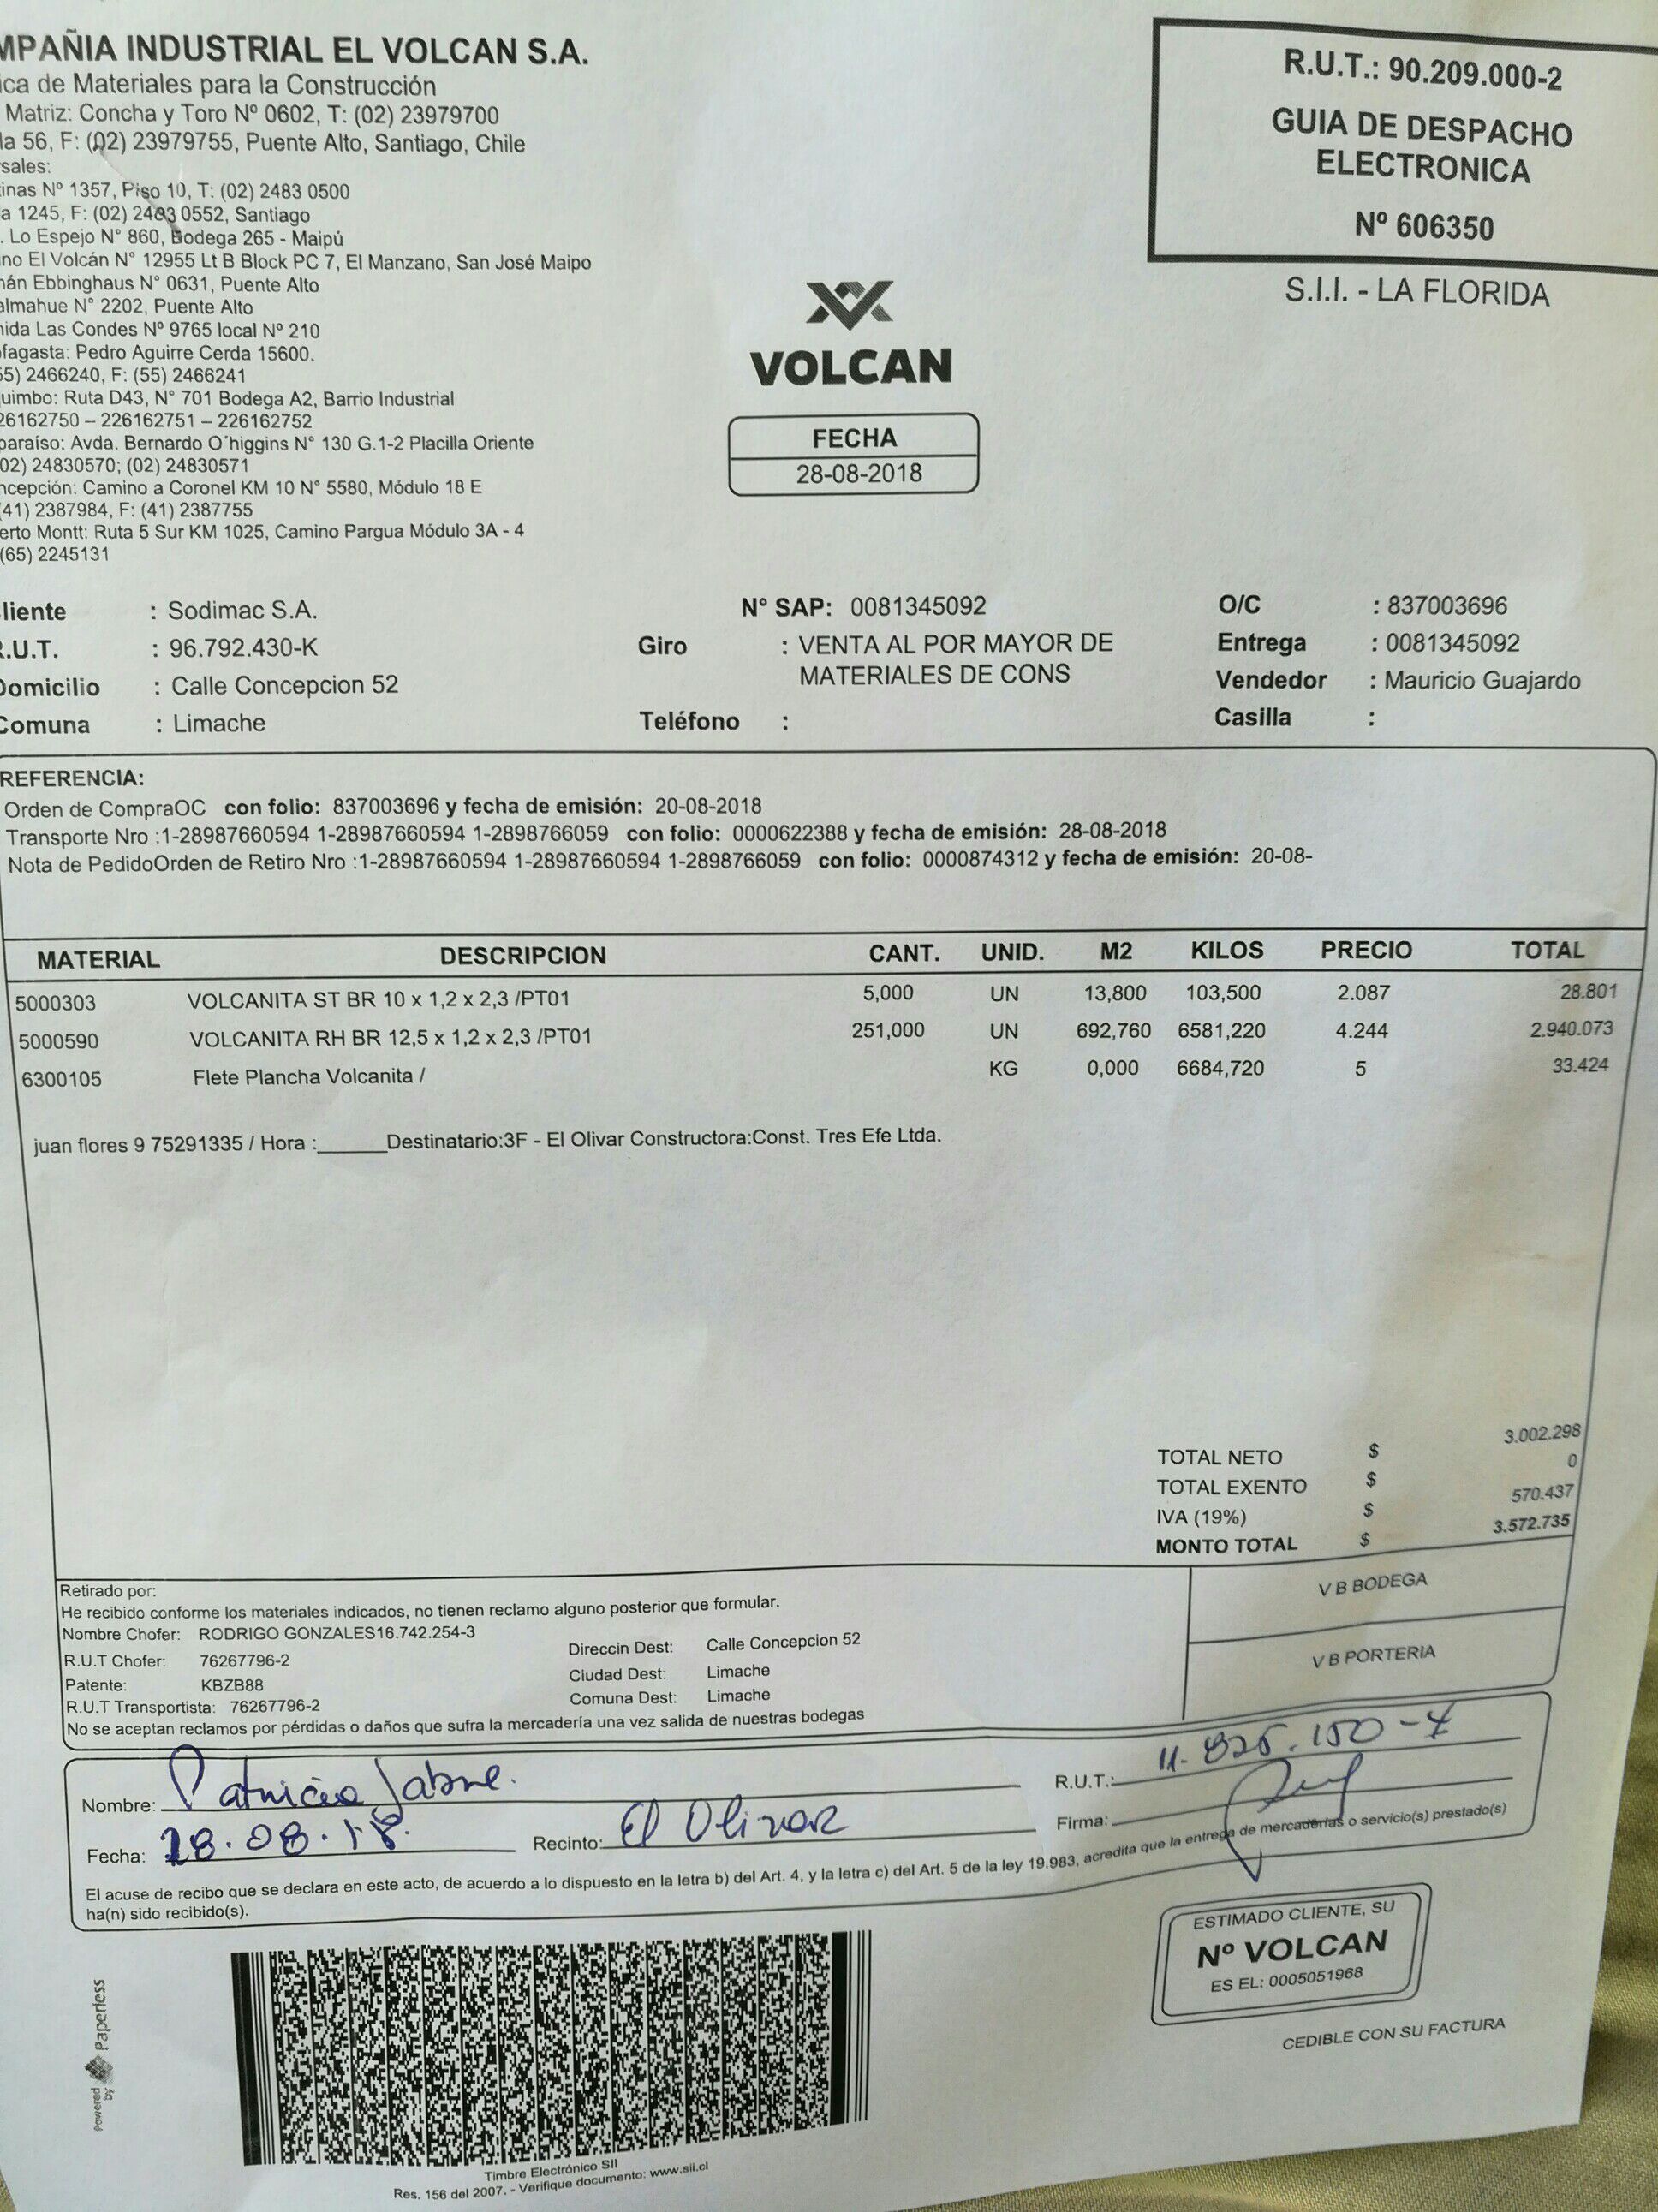 MPAÑIA INDUSTRIAL EL VOLCAN S.A.
ica de Materiales para la Construcción
Matriz: Concha y Toro Nº 0602, T: (02) 23979700
la 56, F: (02) 23979755, Puente Alto, Santiago, Chile
sales:
inas Nº 1357, Piso 10, T: (02) 2483 0500
a 1245, F: (02) 2483 0552, Santiago
. Lo Espejo N° 860, Bodega 265 - Maipú
no El Volcán N° 12955 Lt B Block PC 7, El Manzano, San José Maipo
nán Ebbinghaus N° 0631, Puente Alto
almahue N° 2202, Puente Alto
nida Las Condes Nº 9765 local Nº 210
ofagasta: Pedro Aguirre Cerda 15600.
55) 2466240, F: (55) 2466241
uimbo: Ruta D43, N° 701 Bodega A2, Barrio Industrial
26162750 – 226162751 – 226162752
paraíso: Avda. Bernardo O´higgins N° 130 G.1-2 Placilla Oriente
02) 24830570; (02) 24830571
ncepción: Camino a Coronel KM 10 N° 5580, Módulo 18 E
(41) 2387984, F: (41) 2387755
erto Montt: Ruta 5 Sur KM 1025, Camino Pargua Módulo 3A - 4
(65) 2245131
VOLCAN
FECHA
28-08-2018
R.U.T.: 90.209.000-2
GUIA DE DESPACHO
ELECTRONICA
Nº 606350
S.I.I. - LA FLORIDA
liente : Sodimac S.A. N° SAP: 0081345092 O/C : 837003696
.U.T. : 96.792.430-K Giro : VENTA AL POR MAYOR DE Entrega : 0081345092
MATERIALES DE CONS
Domicilio : Calle Concepcion 52 Vendedor : Mauricio Guajardo
Comuna : Limache Teléfono : Casilla :
REFERENCIA:
Orden de CompraOC con folio: 837003696 y fecha de emisión: 20-08-2018
Transporte Nro :1-28987660594 1-28987660594 1-2898766059 con folio: 0000622388 y fecha de emisión: 28-08-2018
Nota de PedidoOrden de Retiro Nro :1-28987660594 1-28987660594 1-2898766059 con folio: 0000874312 y fecha de emisión: 20-08-
MATERIAL DESCRIPCION CANT. UNID. M2 KILOS PRECIO TOTAL
5000303 VOLCANITA ST BR 10 x 1,2 x 2,3 /PT01 5,000 UN 13,800 103,500 2.087 28.801
5000590 VOLCANITA RH BR 12,5 x 1,2 x 2,3 /PT01 251,000 UN 692,760 6581,220 4.244 2.940.073
6300105 Flete Plancha Volcanita / KG 0,000 6684,720 5 33.424
juan flores 9 75291335 / Hora :______Destinatario:3F - El Olivar Constructora:Const. Tres Efe Ltda.
TOTAL NETO $ 3.002.298
TOTAL EXENTO $ 0
IVA (19%) $ 570.437
MONTO TOTAL $ 3.572.735
V B BODEGA
V B PORTERIA
Retirado por:
He recibido conforme los materiales indicados, no tienen reclamo alguno posterior que formular.
Nombre Chofer: RODRIGO GONZALES16.742.254-3 Direccin Dest: Calle Concepcion 52
R.U.T Chofer: 76267796-2 Ciudad Dest: Limache
Patente: KBZB88 Comuna Dest: Limache
R.U.T Transportista: 76267796-2
No se aceptan reclamos por pérdidas o daños que sufra la mercadería una vez salida de nuestras bodegas
Nombre: R.U.T.:
Fecha: 28.08.18. Recinto: El Olivar Firma:
El acuse de recibo que se declara en este acto, de acuerdo a lo dispuesto en la letra b) del Art. 4, y la letra c) del Art. 5 de la ley 19.983, acredita que la entrega de mercaderías o servicio(s) prestado(s)
ha(n) sido recibido(s).
ESTIMADO CLIENTE, SU
Nº VOLCAN
ES EL: 0005051968
CEDIBLE CON SU FACTURA
Powered by Paperless
Timbre Electrónico SII
Res. 156 del 2007. - Verifique documento: www.sii.cl